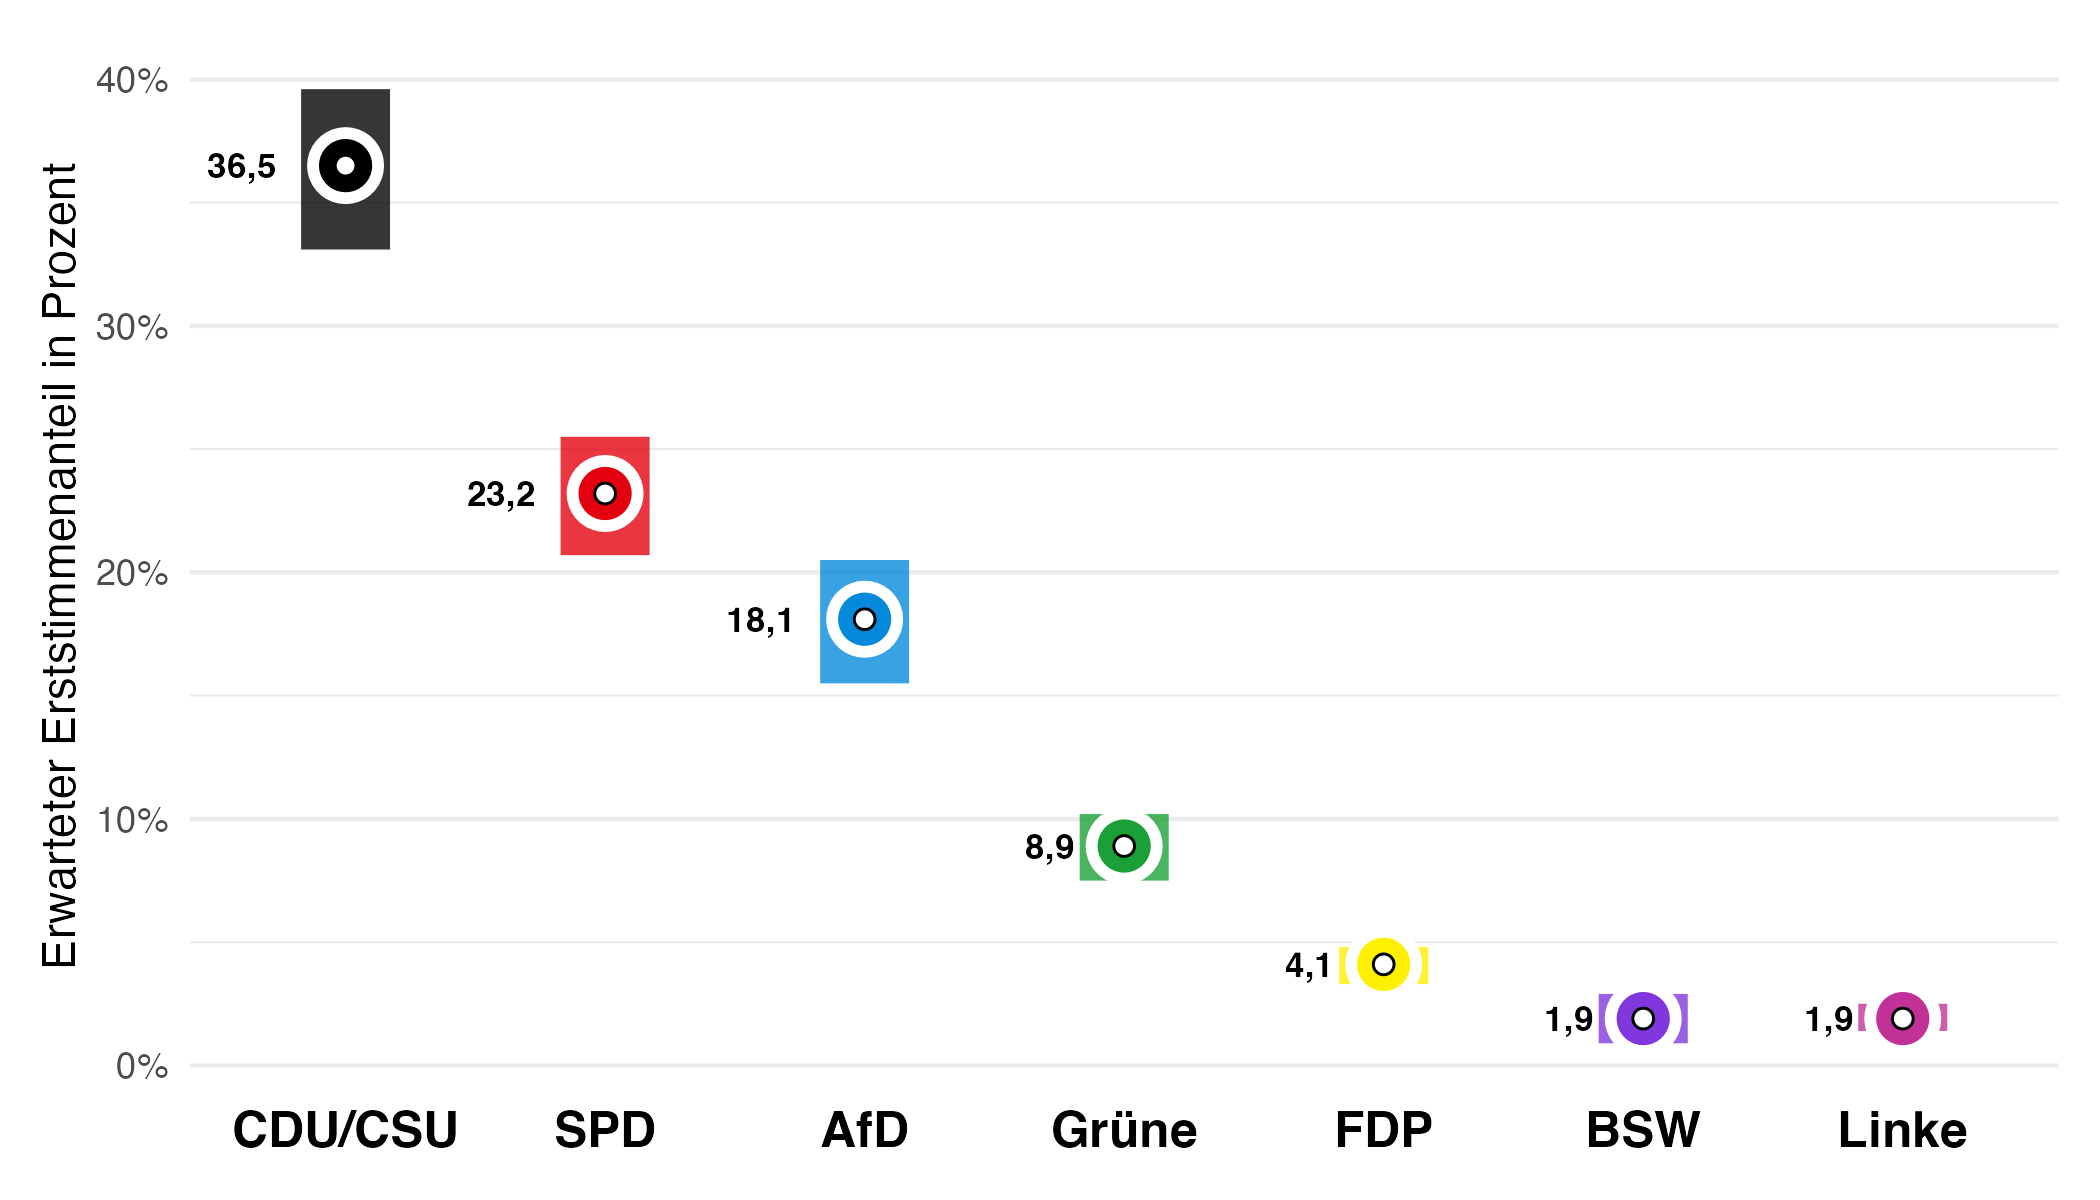 Erwarteter Erststimmenanteil in Prozent
40%
30%
20%
10%
0%
36,5
23,2
18,1
8,9
4,1
1,9
1,9
CDU/CSU
SPD
AfD
Grüne
FDP
BSW
Linke